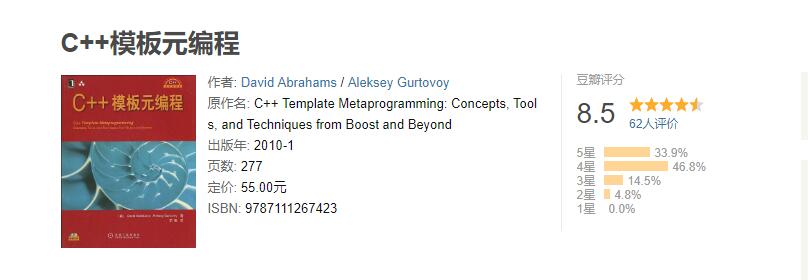 C++模板元编程
C++ 模板元编程
作者: David Abrahams / Aleksey Gurtovoy
原作名: C++ Template Metaprogramming: Concepts, Tool
s, and Techniques from Boost and Beyond
出版年: 2010-1
页数: 277
定价: 55.00元
ISBN: 9787111267423
豆瓣评分
8.5
62人评价
5星 33.9%
4星 46.8%
3星 14.5%
2星 4.8%
1星 0.0%